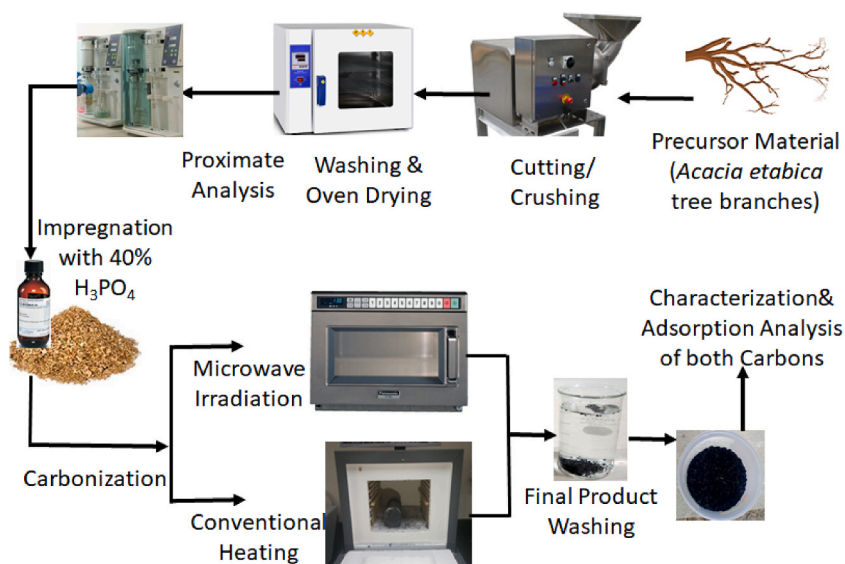 Precursor Material
(Acacia etabica
tree branches)
Cutting/
Crushing
Washing &
Oven Drying
Proximate
Analysis
Impregnation
with 40%
H₃PO₄
Carbonization
Microwave
Irradiation
Conventional
Heating
Final Product
Washing
Characterization&
Adsorption Analysis
of both Carbons